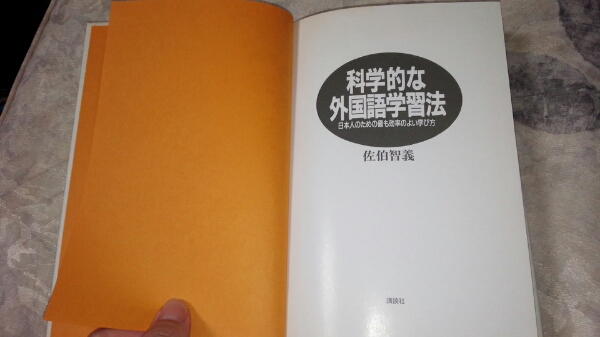 科学的な
外国語学習法
日本人のための最も効率のよい学び方
佐伯智義
講談社